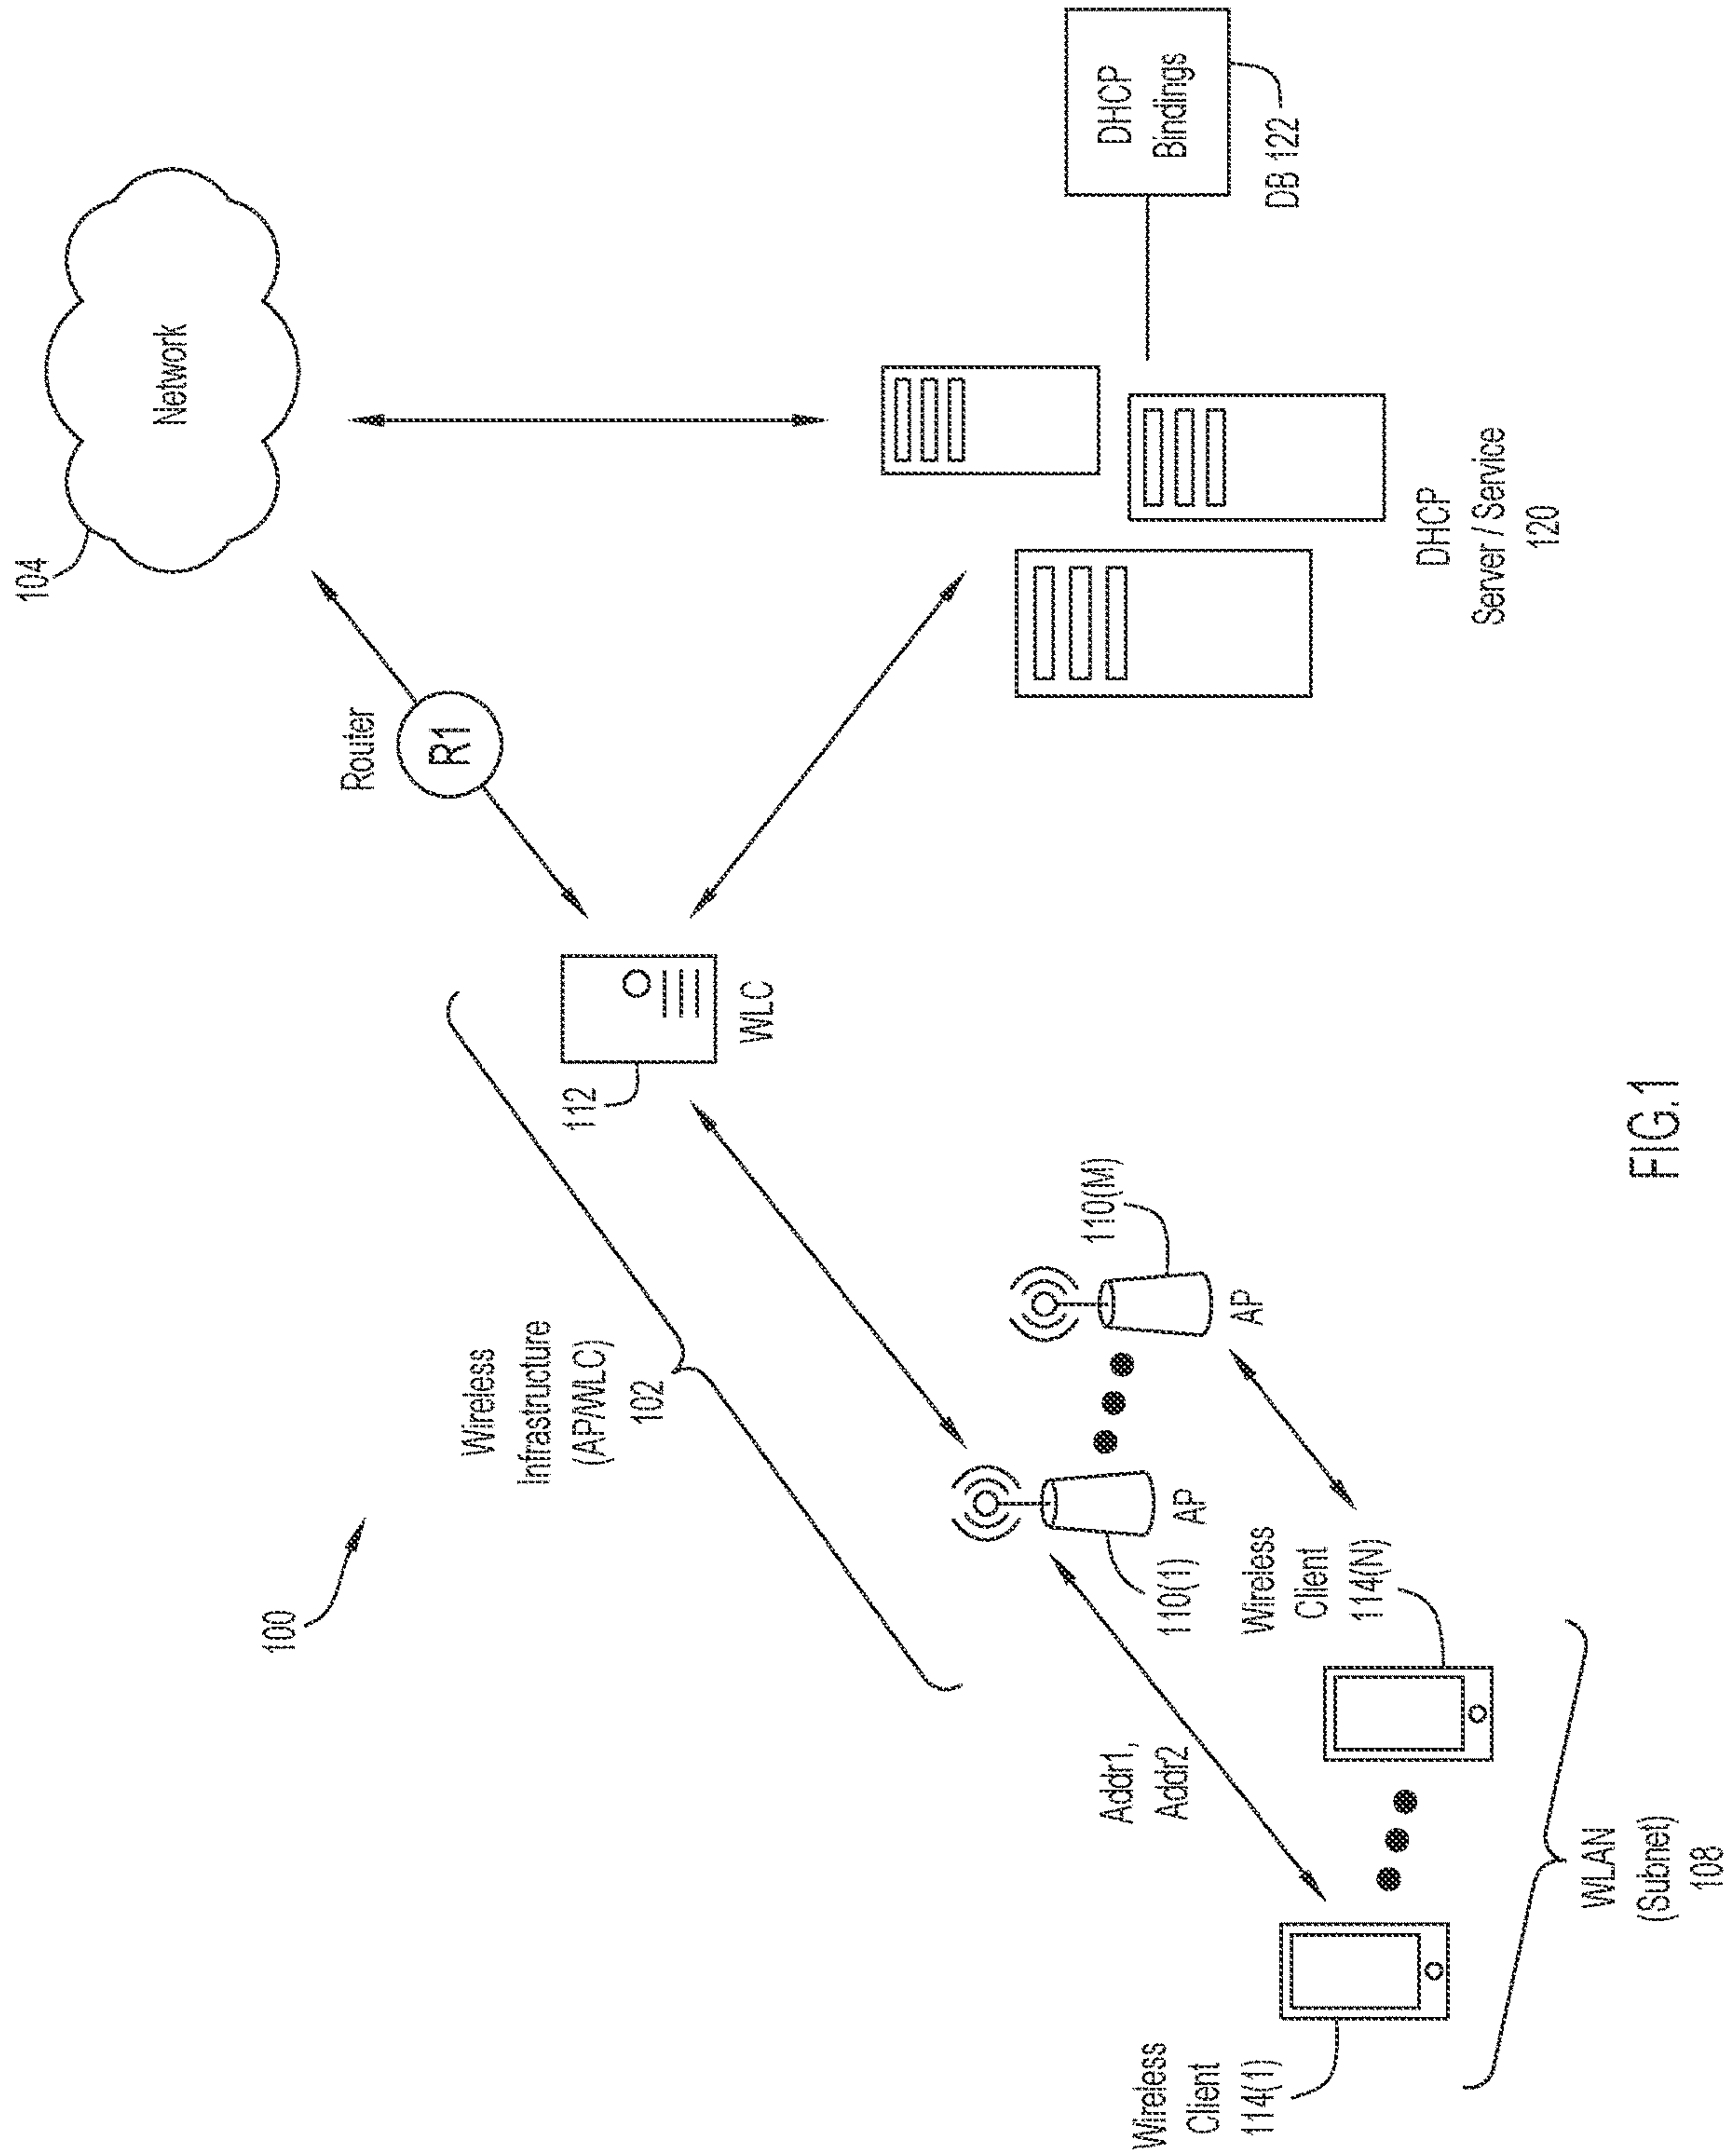 100
Network
104
Router
R1
Wireless
Infrastructure
(AP/WLC)
102
112
WLC
DHCP
Bindings
DB 122
DHCP
Server / Service
120
110(1)
AP
110(M)
AP
Addr1,
Addr2
Wireless
Client
114(1)
Wireless
Client
114(N)
WLAN
(Subnet)
108
FIG.1